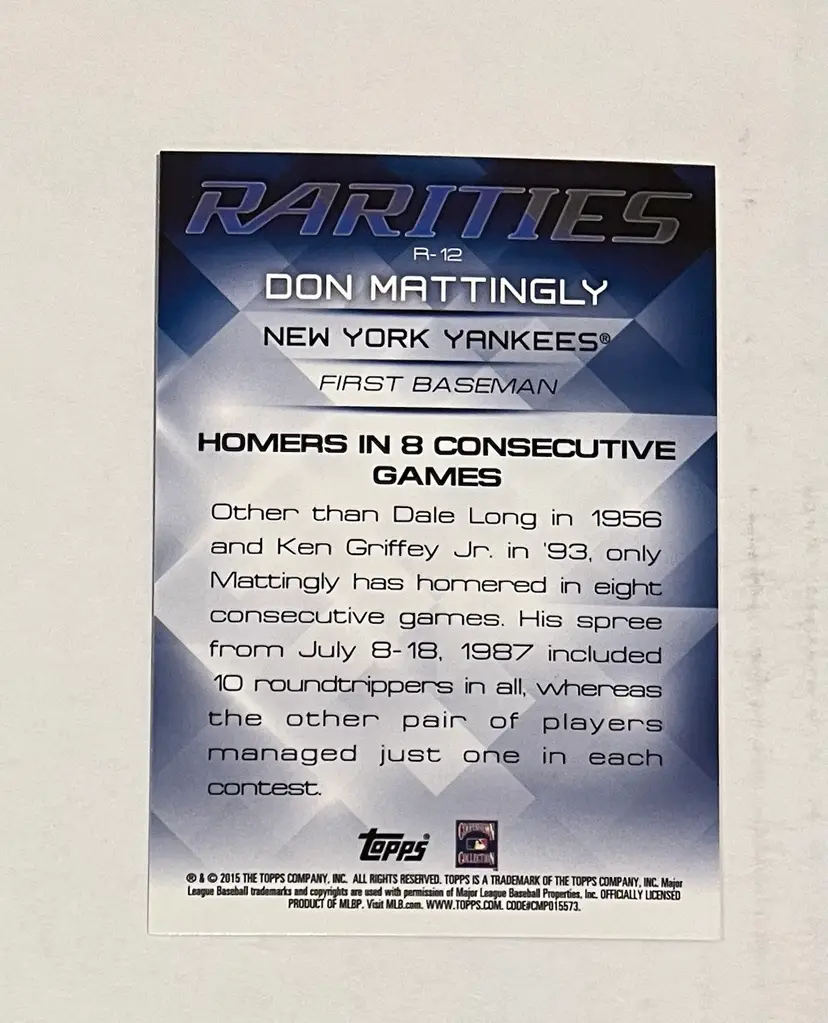 RARITIES
R-12
DON MATTINGLY
NEW YORK YANKEES®
FIRST BASEMAN
HOMERS IN 8 CONSECUTIVE
GAMES
Other than Dale Long in 1956
and Ken Griffey Jr. in '93, only
Mattingly has homered in eight
consecutive games. His spree
from July 8-18, 1987 included
10 roundtrippers in all, whereas
the other pair of players
managed just one in each
contest.
Topps®
COOPERSTOWN
COLLECTION
® & © 2015 THE TOPPS COMPANY, INC. ALL RIGHTS RESERVED. TOPPS IS A TRADEMARK OF THE TOPPS COMPANY, INC. Major
League Baseball trademarks and copyrights are used with permission of Major League Baseball Properties, Inc. OFFICIALLY LICENSED
PRODUCT OF MLBP. Visit MLB.com. WWW.TOPPS.COM. CODE#CMP015573.